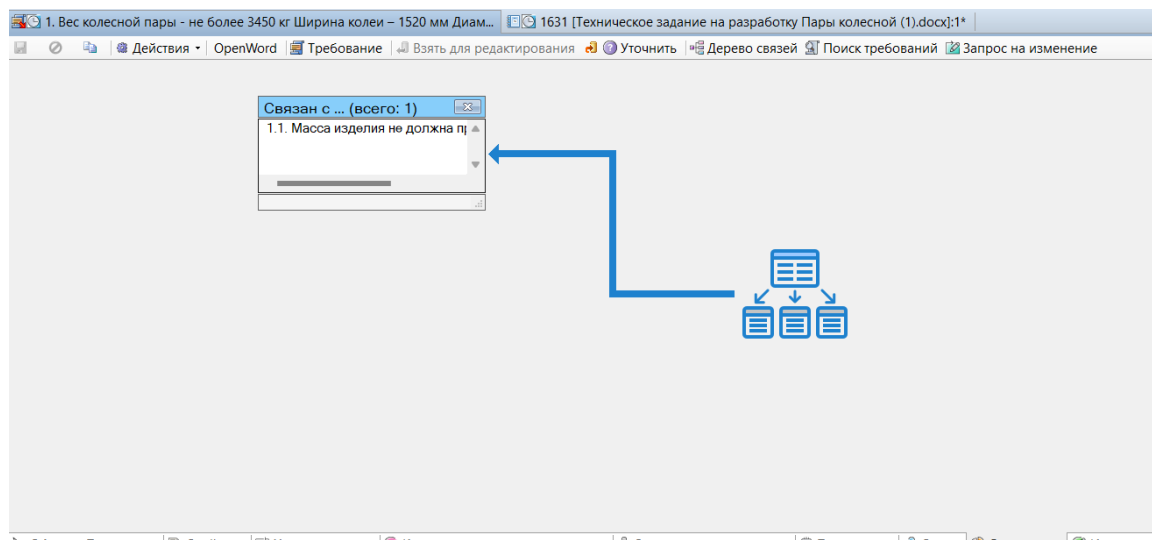 1. Вес колесной пары - не более 3450 кг Ширина колеи – 1520 мм Диам... 1631 [Техническое задание на разработку Пары колесной (1).docx]:1*
Действия OpenWord Требование Взять для редактирования Уточнить Дерево связей Поиск требований Запрос на изменение
Связан с ... (всего: 1)
1.1. Масса изделия не должна